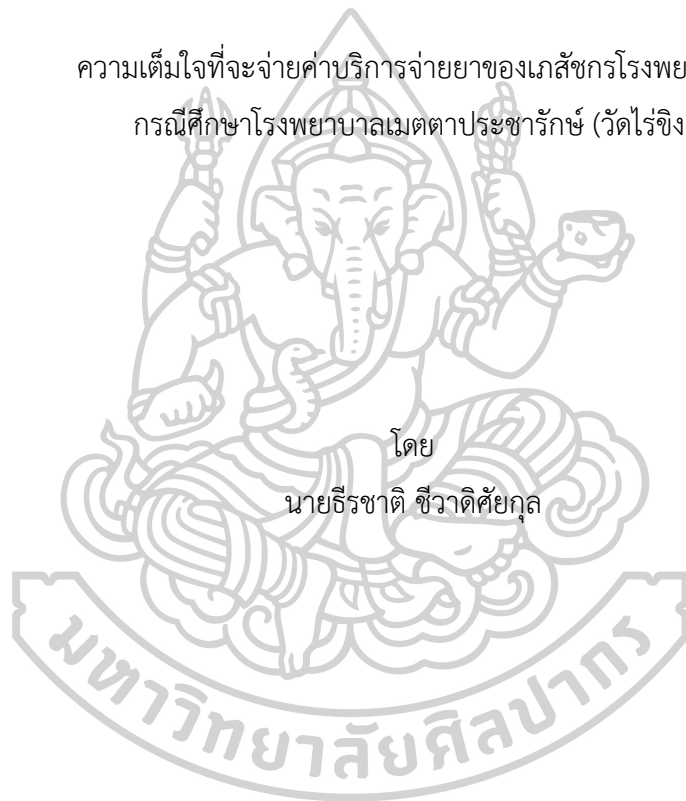 ความเต็มใจที่จะจ่ายค่าบริการจ่ายยาของเภสัชกรโรงพย
กรณีศึกษาโรงพยาบาลเมตตาประชารักษ์ (วัดไร่ขิง
โดย
นายธีรชาติ ชีวาดิศัยกุล
มหาวิทยาลัยศิลปากร